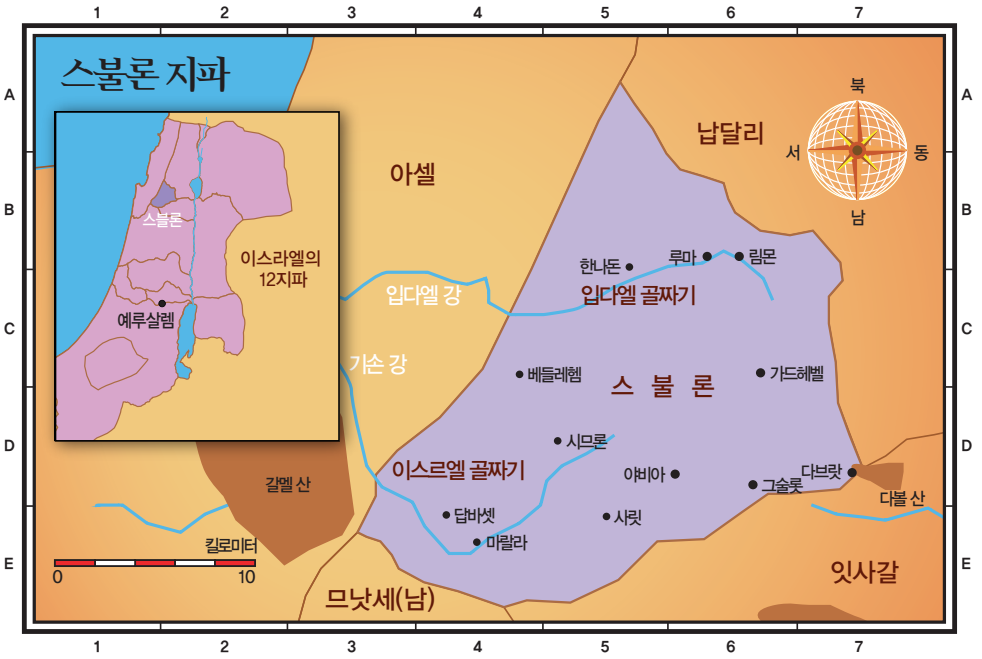 1 2 3 4 5 6 7
스불론 지파
A A
북
납달리
서 동
아셀
남
B B
스블론
이스라엘의
12지파
한나돈 루마 림몬
입다엘 강 입다엘 골짜기
예루살렘
C C
기손 강
베들레헴 스 불 론 가드헤벨
시므론
D D
이스르엘 골짜기 야비아 다브랏
갈멜 산 그술롯
다볼 산
답바셋 사릿
킬로미터 마랄라
E E
0 10
잇사갈
므낫세(남)
1 2 3 4 5 6 7